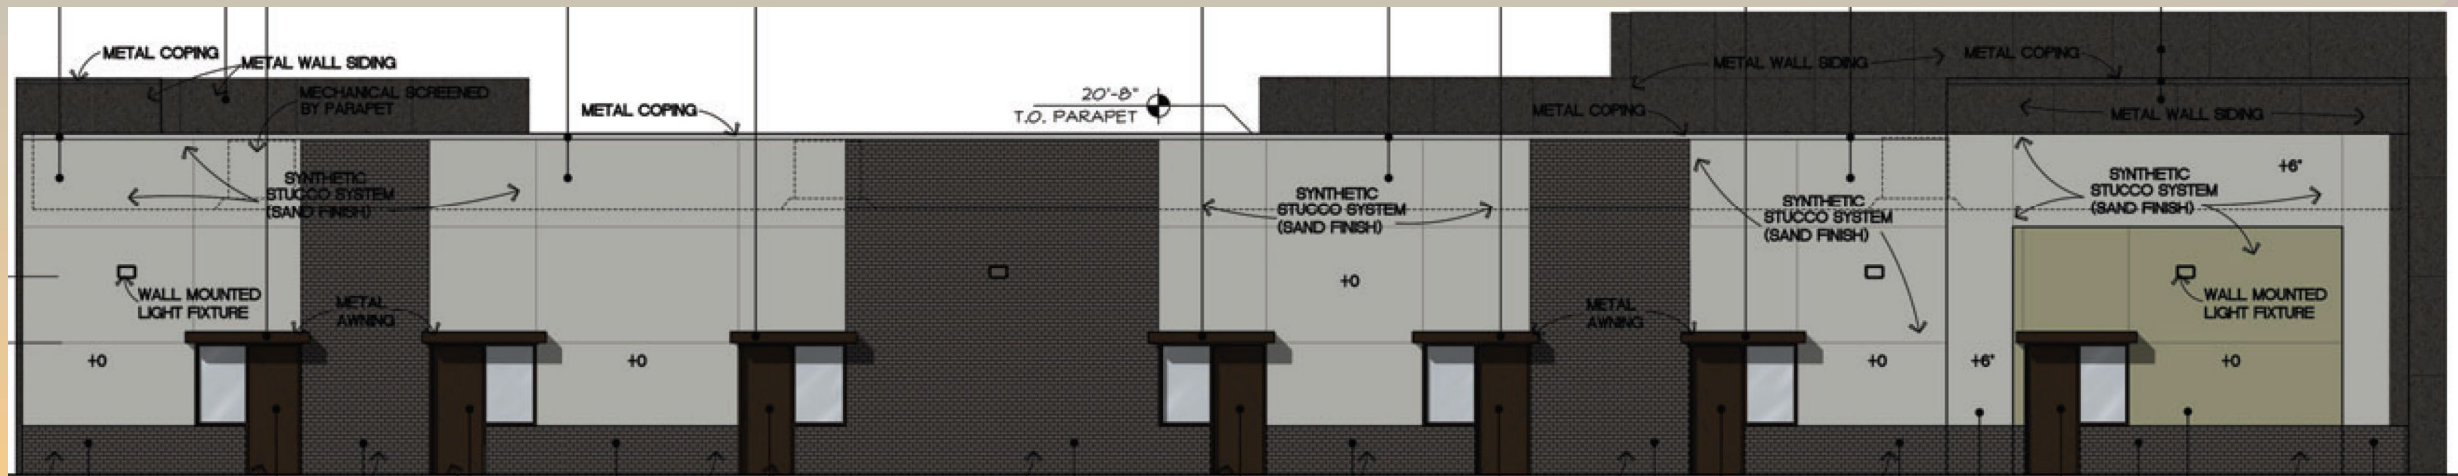 METAL COPING
METAL WALL SIDING
MECHANICAL SCREENED
BY PARAPET
METAL COPING
20'-8"
T.O. PARAPET
METAL WALL SIDING
METAL COPING
METAL COPING
METAL WALL SIDING
SYNTHETIC
STUCCO SYSTEM
(SAND FINISH)
SYNTHETIC
STUCCO SYSTEM
(SAND FINISH)
SYNTHETIC
STUCCO SYSTEM
(SAND FINISH)
SYNTHETIC
STUCCO SYSTEM
(SAND FINISH)
+6"
WALL MOUNTED
LIGHT FIXTURE
METAL
AWNING
+0
METAL
AWNING
WALL MOUNTED
LIGHT FIXTURE
+0
+0
+0
+6"
+0